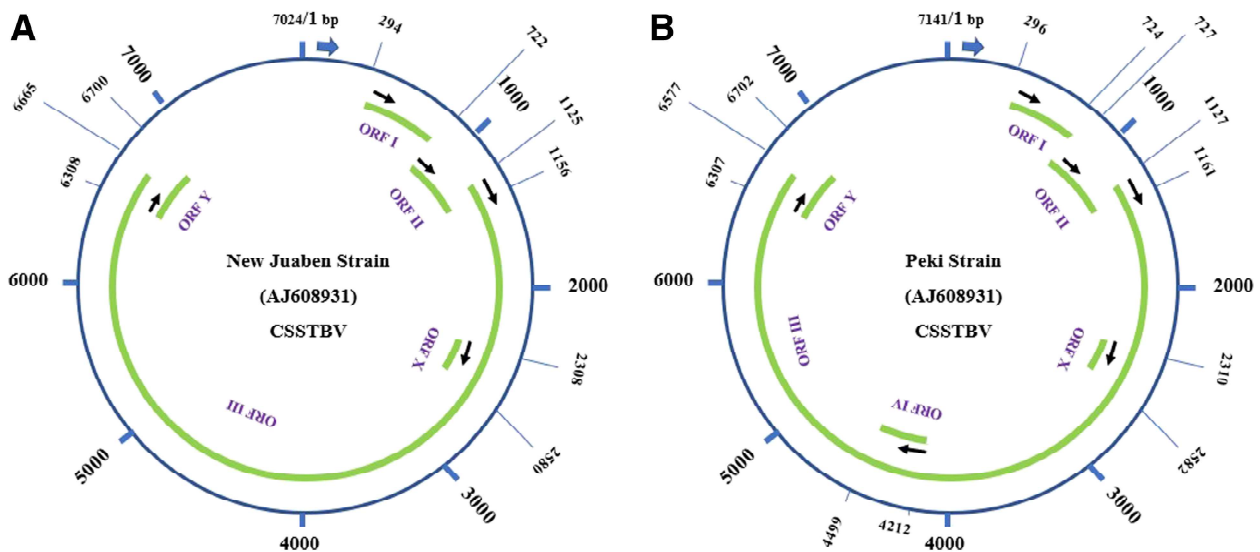 A
7024/1 bp
294
722
1000
1125
1156
2000
2308
2580
3000
4000
5000
6000
6308
6665
6700
7000
ORF I
ORF II
ORF X
ORF III
ORF Y
New Juaben Strain
(AJ608931)
CSSTBV
B
7141/1 bp
296
724
727
1000
1127
1161
2000
2310
2582
3000
4000
4212
4499
5000
6000
6307
6577
6702
7000
ORF I
ORF II
ORF X
ORF IV
ORF III
ORF Y
Peki Strain
(AJ608931)
CSSTBV